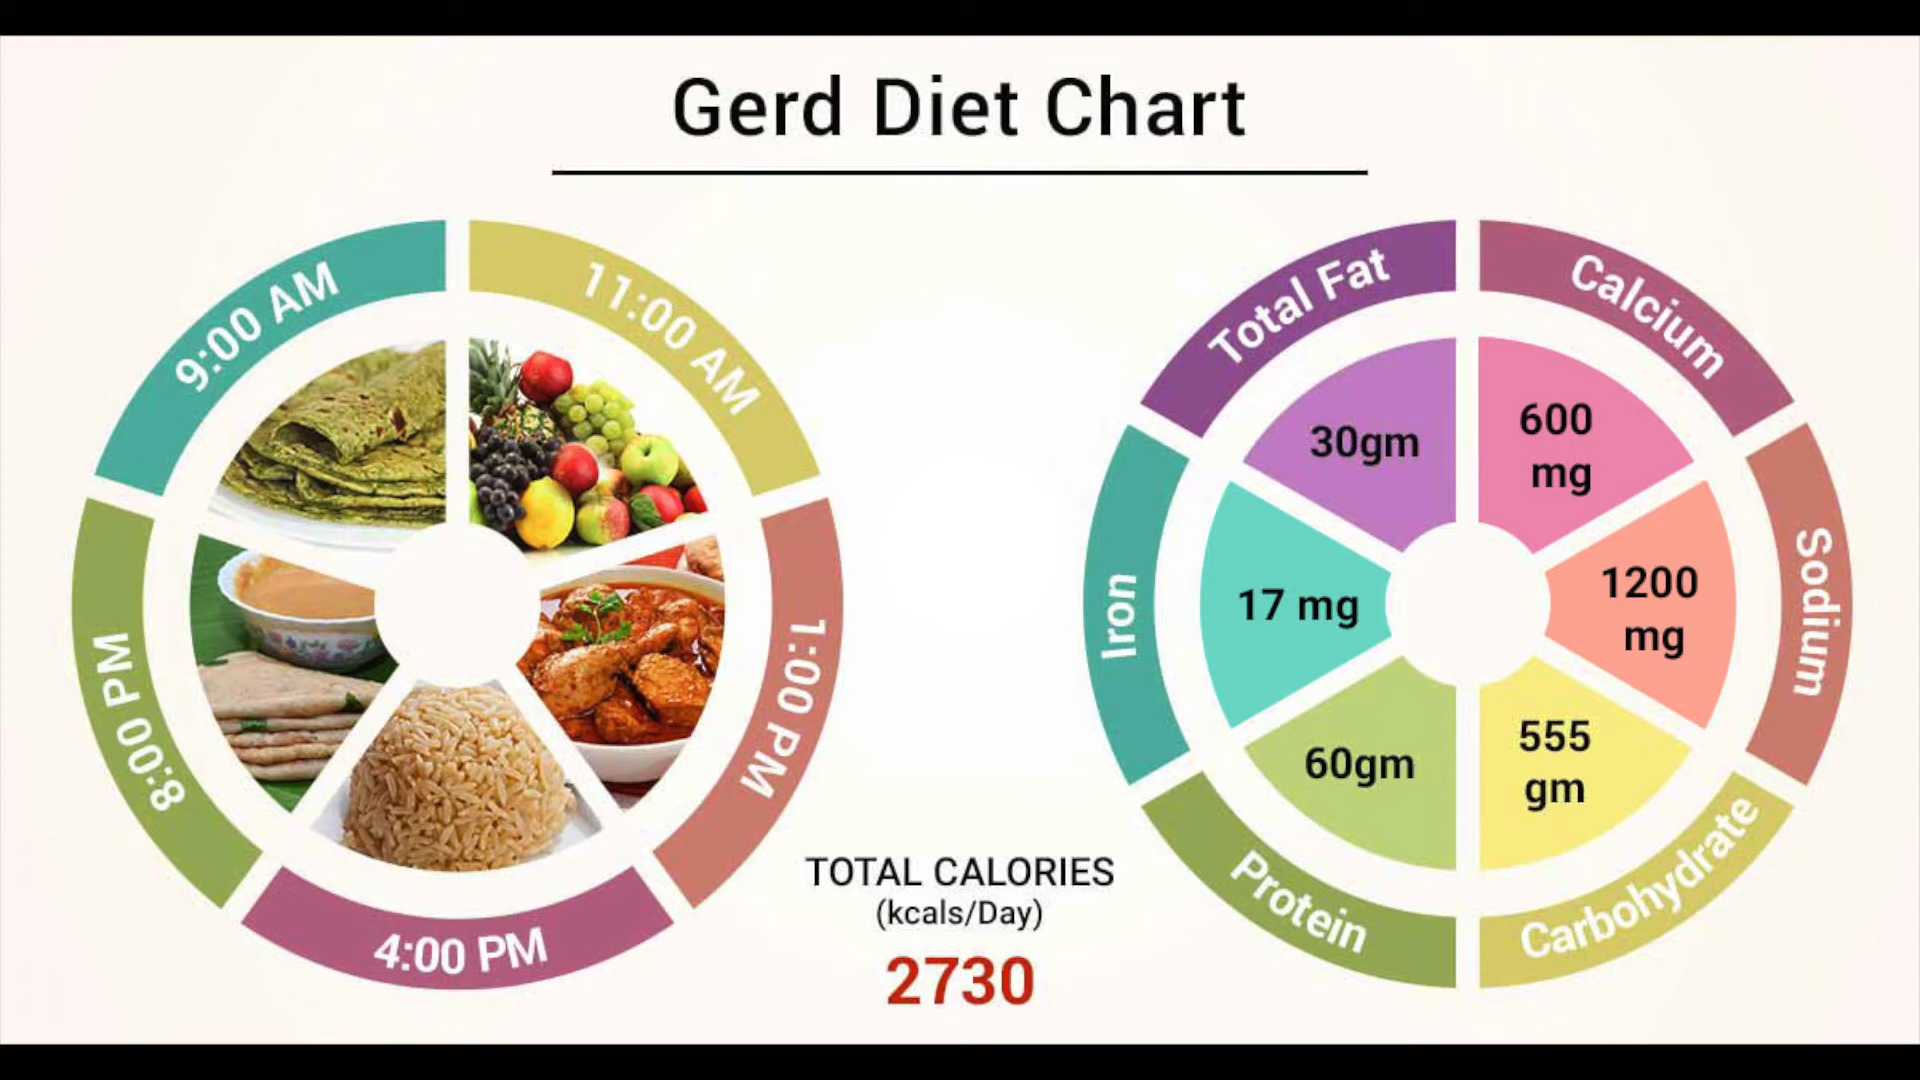 Gerd Diet Chart
9:00 AM
11:00 AM
1:00 PM
4:00 PM
8:00 PM
TOTAL CALORIES
(kcals/Day)
2730
Total Fat
30gm
Calcium
600
mg
Sodium
1200
mg
Carbohydrate
555
gm
Protein
60gm
Iron
17 mg